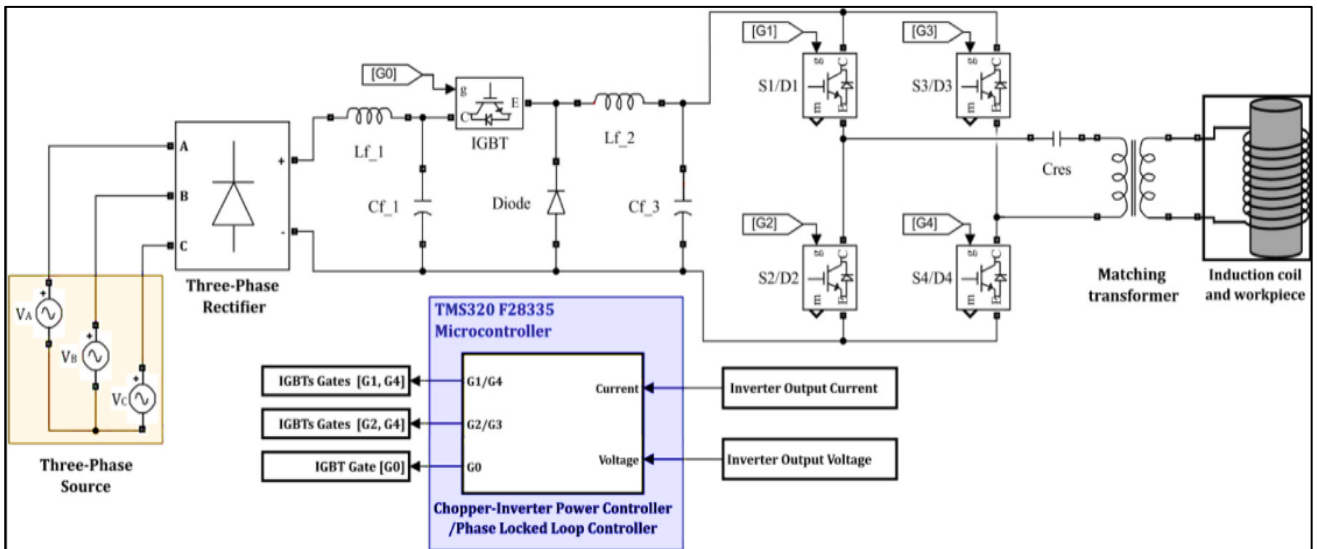 [G1]
[G3]
S1/D1
S3/D3
g
C
E
m
g
C
E
m
[G0]
g
C
E
IGBT
Lf_1
Lf_2
Cf_1
Diode
Cf_3
A
B
C
+
-
Three-Phase
Rectifier
Cres
[G2]
[G4]
S2/D2
S4/D4
g
C
E
m
g
C
E
m
Matching
transformer
Induction coil
and workpiece
VA
+
VB
+
VC
+
Three-Phase
Source
TMS320 F28335
Microcontroller
IGBTs Gates [G1, G4]
G1/G4
Current
Inverter Output Current
IGBTs Gates [G2, G4]
G2/G3
IGBT Gate [G0]
G0
Voltage
Inverter Output Voltage
Chopper-Inverter Power Controller
/Phase Locked Loop Controller